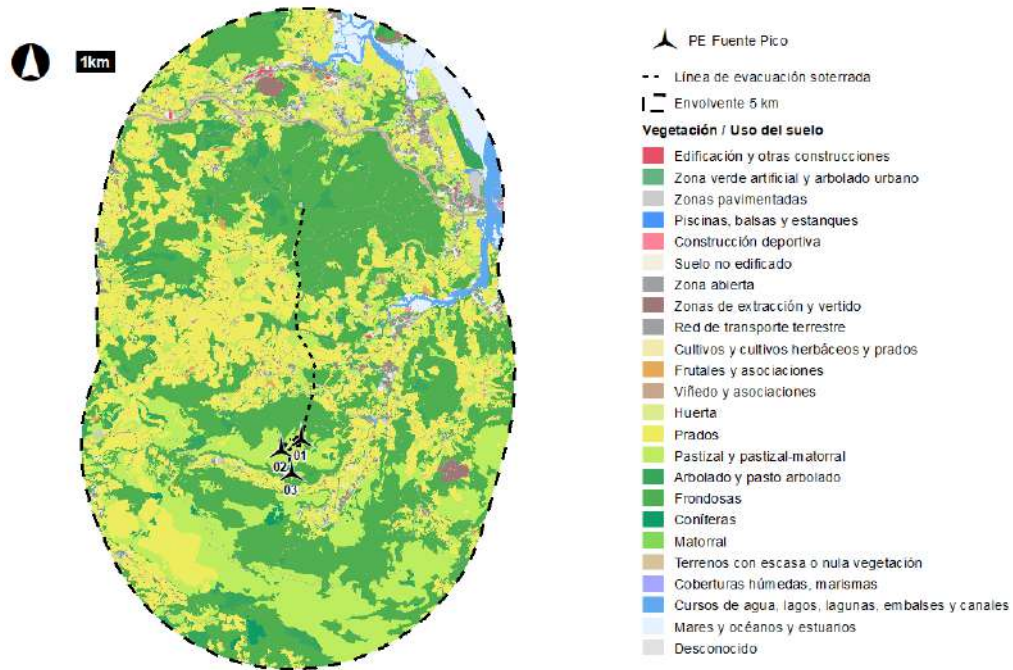 1km
01
02
03
PE Fuente Pico
Línea de evacuación soterrada
Envolvente 5 km
Vegetación / Uso del suelo
Edificación y otras construcciones
Zona verde artificial y arbolado urbano
Zonas pavimentadas
Piscinas, balsas y estanques
Construcción deportiva
Suelo no edificado
Zona abierta
Zonas de extracción y vertido
Red de transporte terrestre
Cultivos y cultivos herbáceos y prados
Frutales y asociaciones
Viñedo y asociaciones
Huerta
Prados
Pastizal y pastizal-matorral
Arbolado y pasto arbolado
Frondosas
Coníferas
Matorral
Terrenos con escasa o nula vegetación
Coberturas húmedas, marismas
Cursos de agua, lagos, lagunas, embalses y canales
Mares y océanos y estuarios
Desconocido